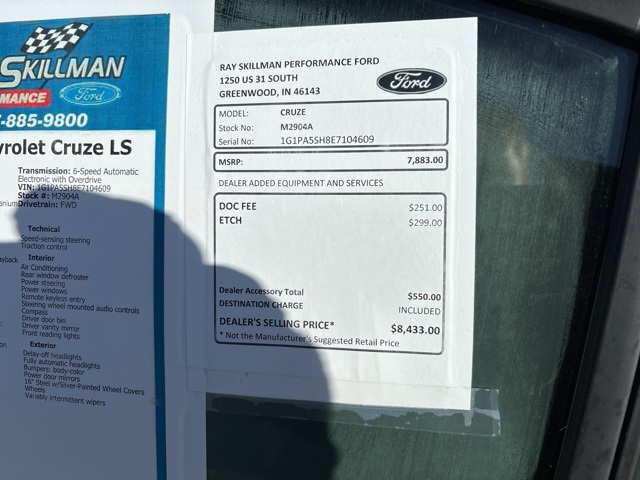 SKILLMAN
RMANCE Ford
-885-9800
vrolet Cruze LS
Transmission: 6-Speed Automatic
Electronic with Overdrive
VIN: 1G1PA5SH8E7104609
Stock #: M2904A
Drivetrain: FWD
Technical
Speed-sensing steering
Traction control
Interior
Air Conditioning
Rear window defroster
Power steering
Power windows
Remote keyless entry
Steering wheel mounted audio controls
Compass
Driver door bin
Driver vanity mirror
Front reading lights
Exterior
Delay-off headlights
Fully automatic headlights
Bumpers: body-color
Power door mirrors
16" Steel w/Silver-Painted Wheel Covers
Wheels
Variably intermittent wipers
RAY SKILLMAN PERFORMANCE FORD
1250 US 31 SOUTH
GREENWOOD, IN 46143
Ford
MODEL: CRUZE
Stock No: M2904A
Serial No: 1G1PA5SH8E7104609
MSRP: 7,883.00
DEALER ADDED EQUIPMENT AND SERVICES
DOC FEE $251.00
ETCH $299.00
Dealer Accessory Total $550.00
DESTINATION CHARGE INCLUDED
DEALER'S SELLING PRICE* $8,433.00
* Not the Manufacturer's Suggested Retail Price